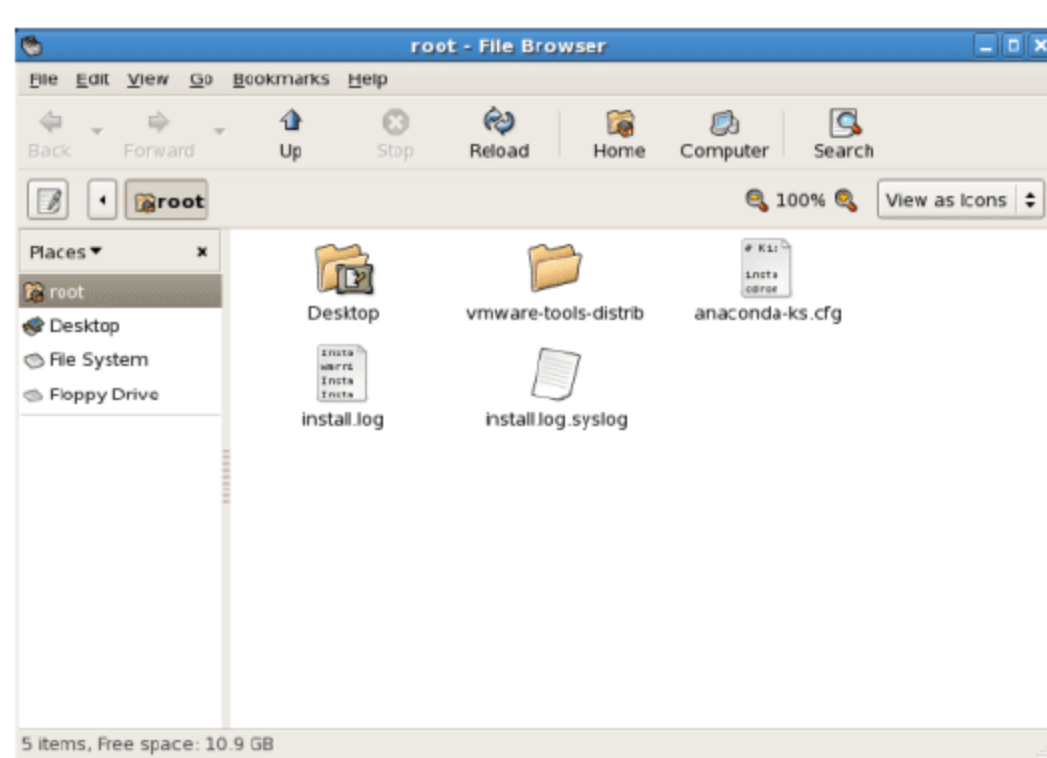 root - File Browser
File Edit View Go Bookmarks Help
Back Forward Up Stop Reload Home Computer Search
root 100% View as Icons
Places
root
Desktop
File System
Floppy Drive
Desktop vmware-tools-distrib anaconda-ks.cfg
install.log install.log.syslog
5 items, Free space: 10.9 GB